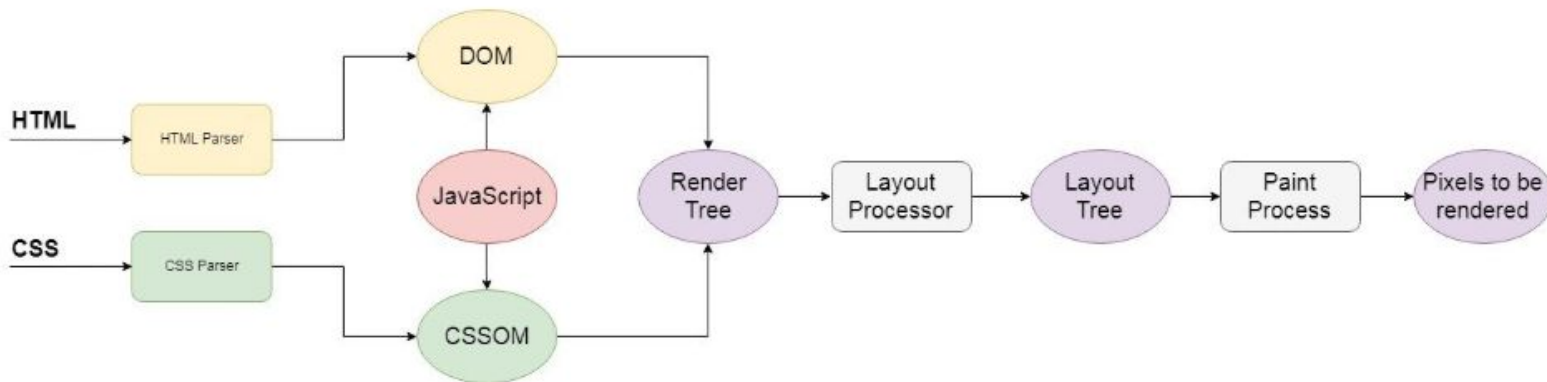 HTML
HTML Parser
DOM
JavaScript
CSS
CSS Parser
CSSOM
Render
Tree
Layout
Processor
Layout
Tree
Paint
Process
Pixels to be
rendered